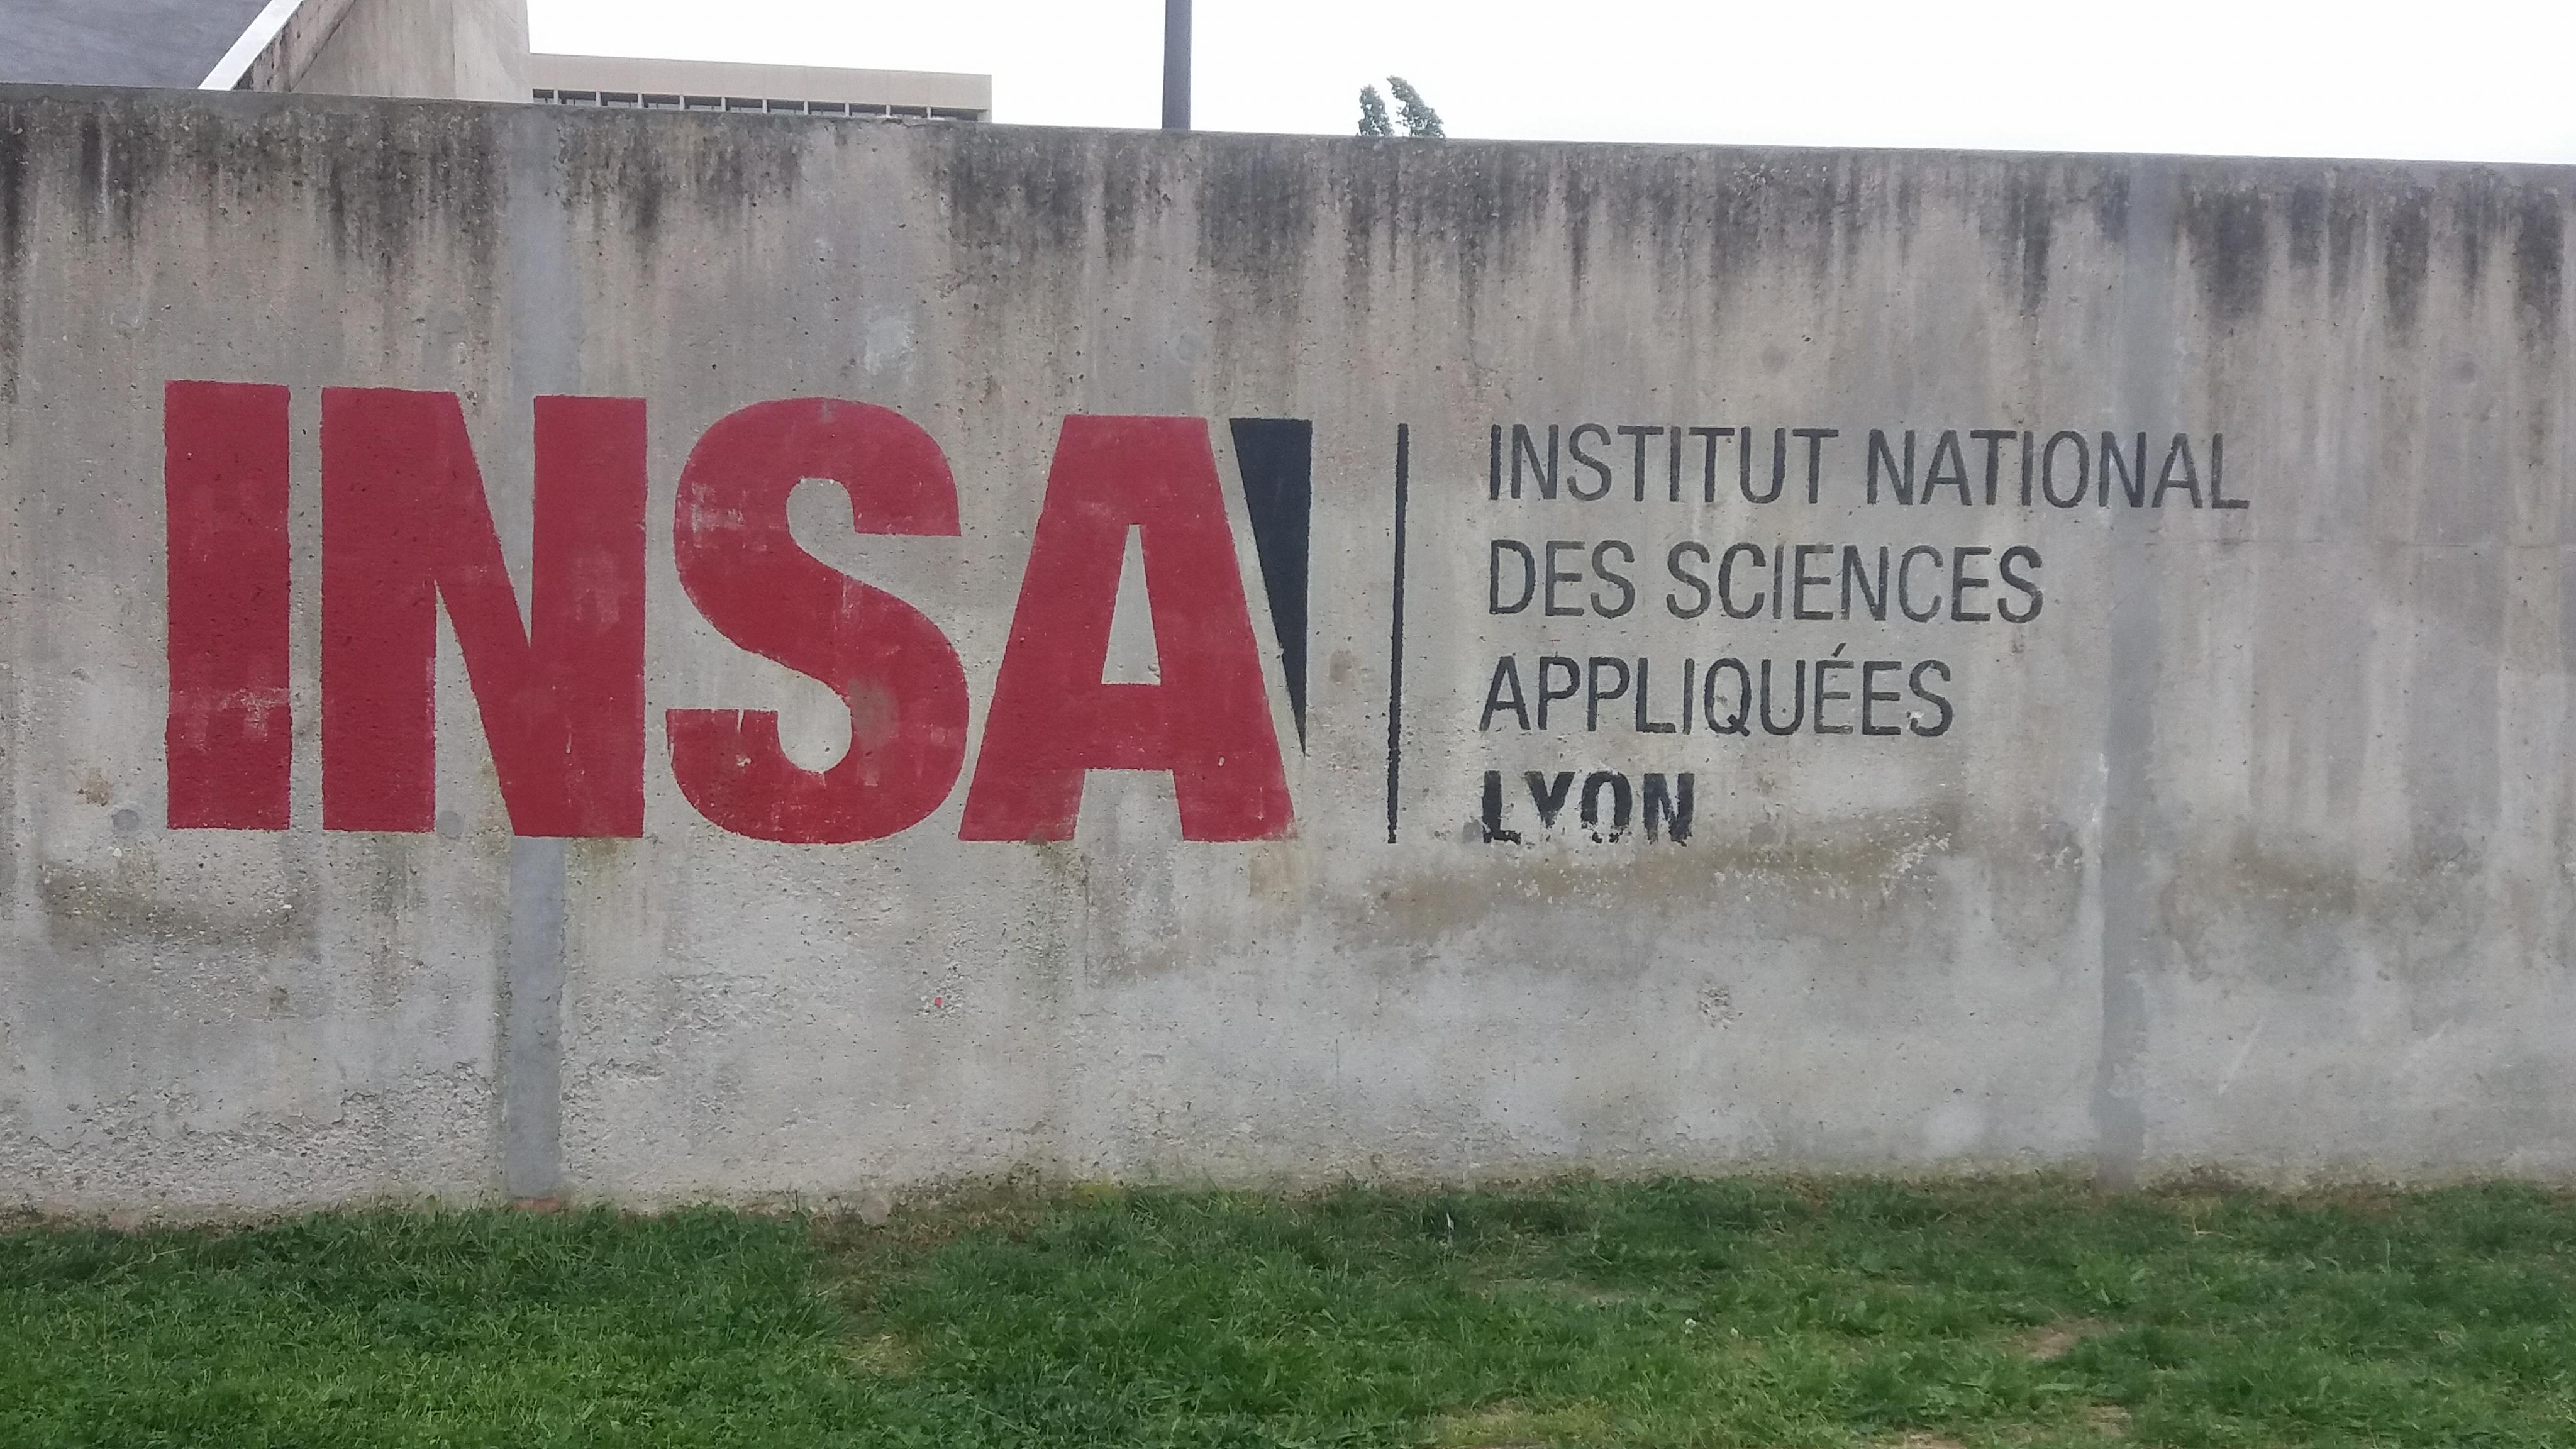 INSA
INSTITUT NATIONAL
DES SCIENCES
APPLIQUÉES
LYON